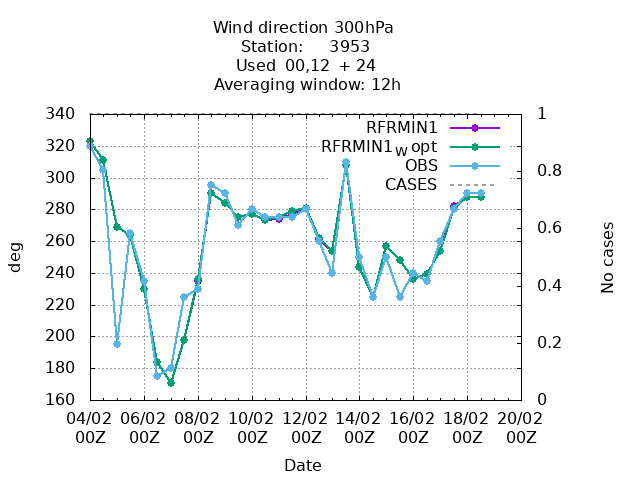 Wind direction 300hPa
Station: 3953
Used 00,12 + 24
Averaging window: 12h
RFRMIN1
RFRMIN1w opt
OBS
CASES
340
320
300
280
260
240
220
200
180
160
deg
1
0.8
0.6
0.4
0.2
0
No cases
04/02 06/02 08/02 10/02 12/02 14/02 16/02 18/02 20/02
00Z 00Z 00Z 00Z 00Z 00Z 00Z 00Z 00Z
Date